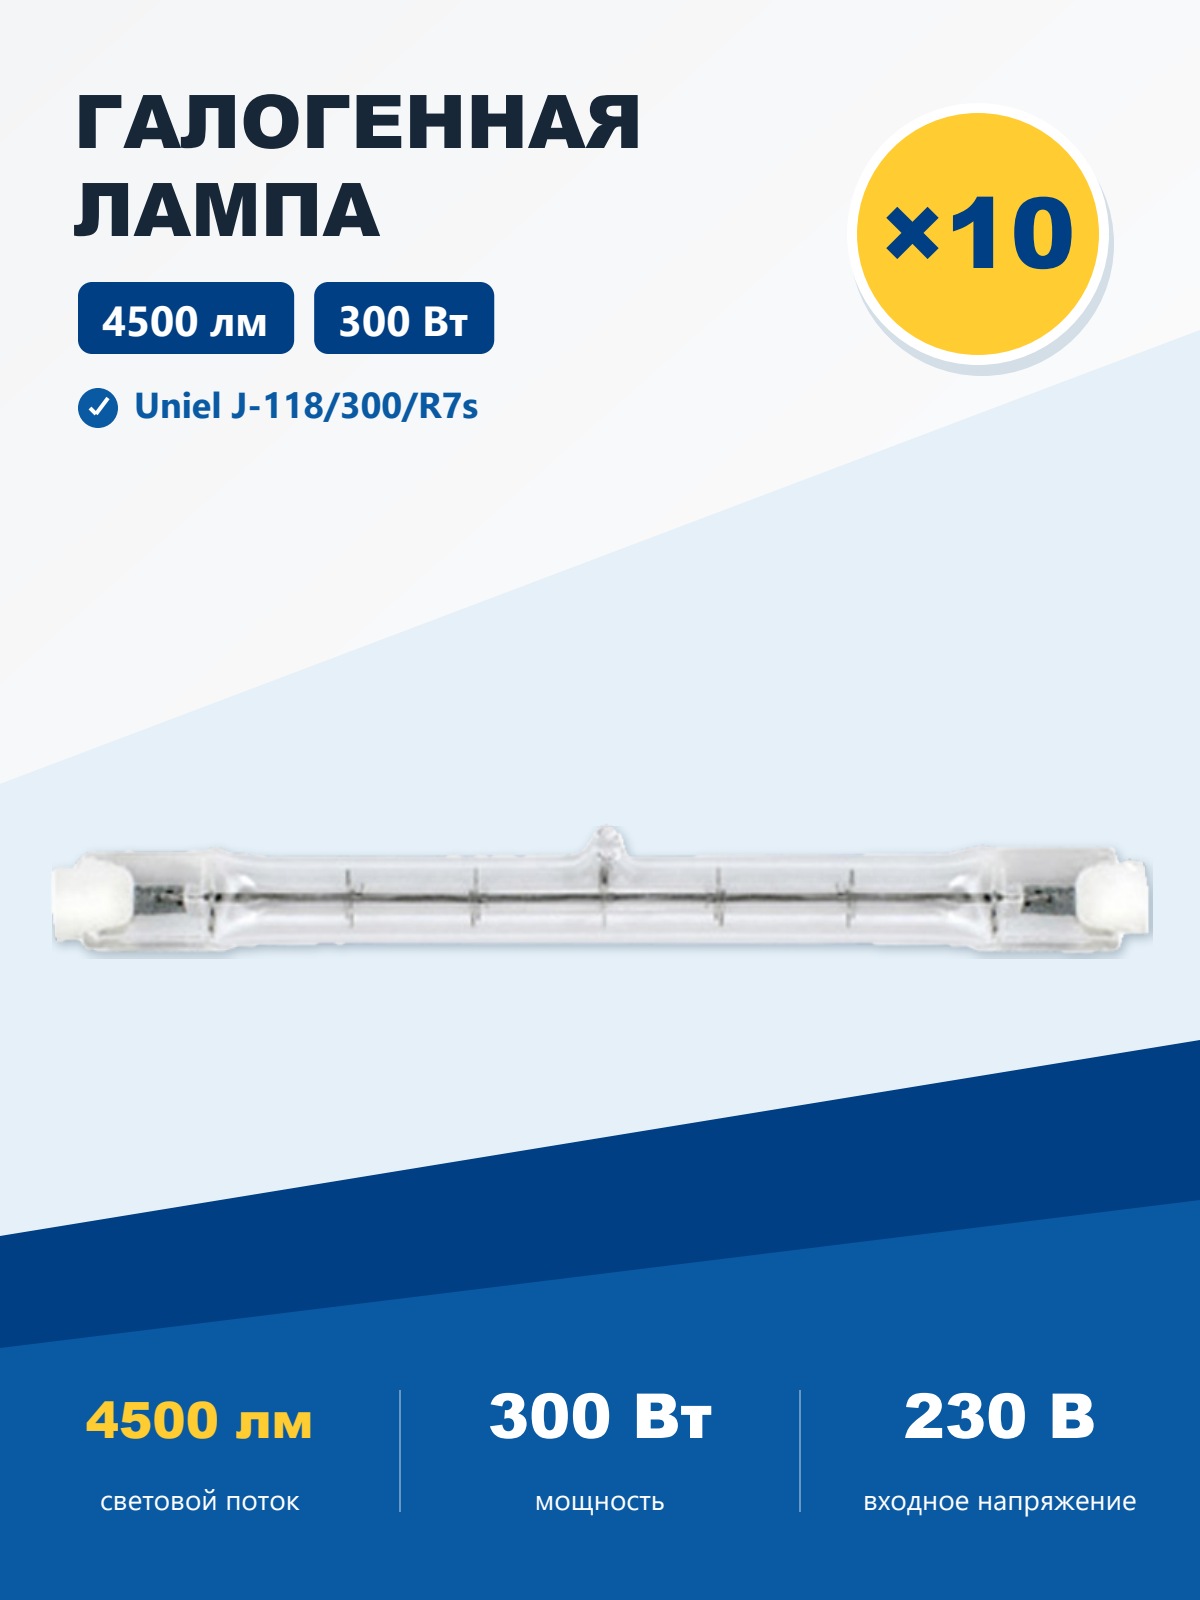 ГАЛОГЕННАЯ
ЛАМПА
×10
4500 лм 300 Вт
Uniel J-118/300/R7s
4500 лм 300 Вт 230 В
световой поток мощность входное напряжение